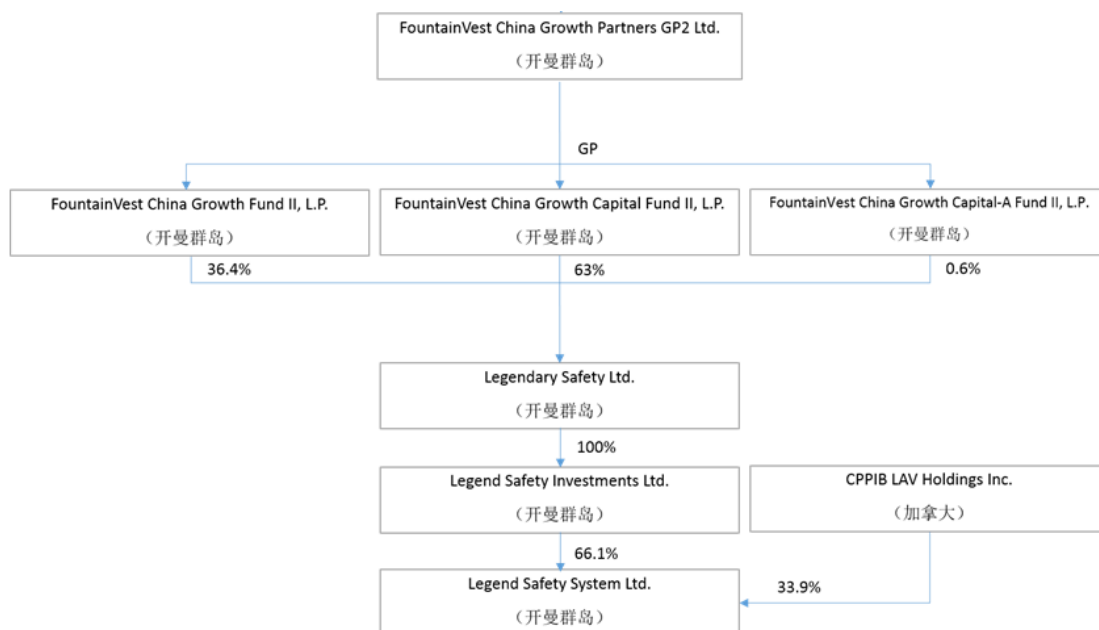 FountainVest China Growth Partners GP2 Ltd.
（开曼群岛）
GP
FountainVest China Growth Fund II, L.P.
（开曼群岛）
FountainVest China Growth Capital Fund II, L.P.
（开曼群岛）
FountainVest China Growth Capital-A Fund II, L.P.
（开曼群岛）
36.4%
63%
0.6%
Legendary Safety Ltd.
（开曼群岛）
100%
Legend Safety Investments Ltd.
（开曼群岛）
CPPIB LAV Holdings Inc.
（加拿大）
66.1%
33.9%
Legend Safety System Ltd.
（开曼群岛）